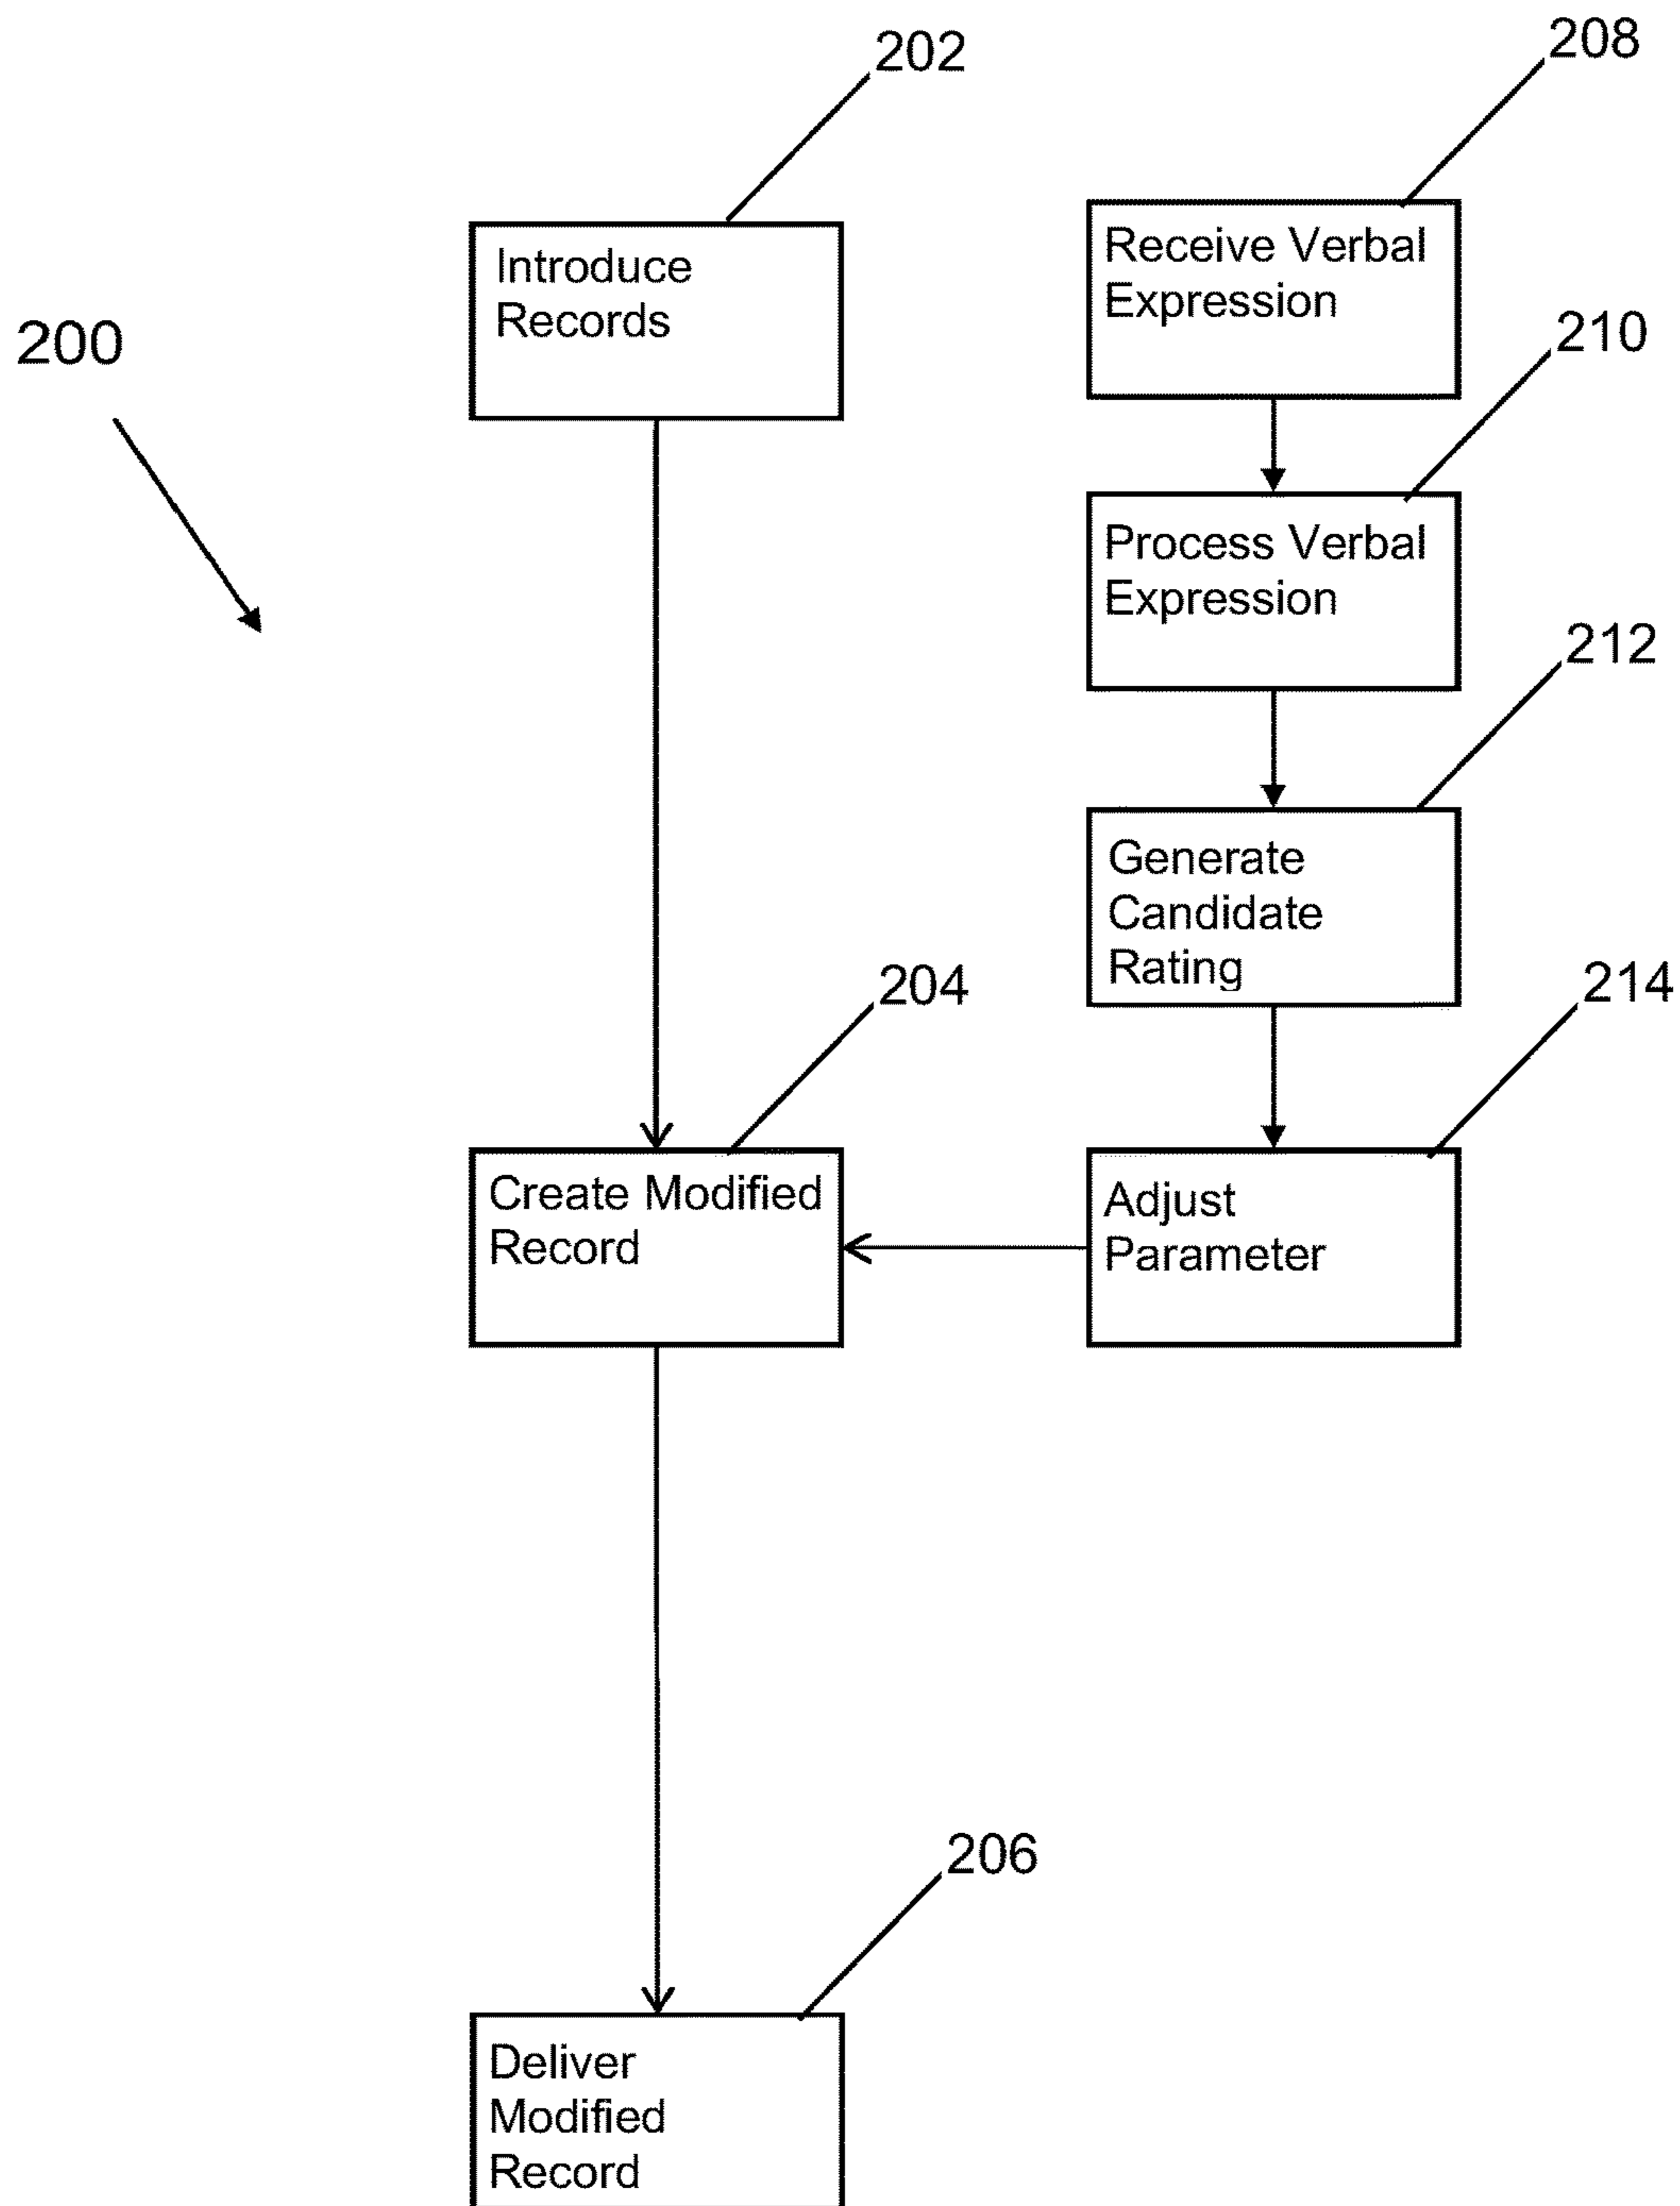 202
208
Introduce
Records
Receive Verbal
Expression
200
210
Process Verbal
Expression
212
Generate
Candidate
Rating
204
214
Create Modified
Record
Adjust
Parameter
206
Deliver
Modified
Record